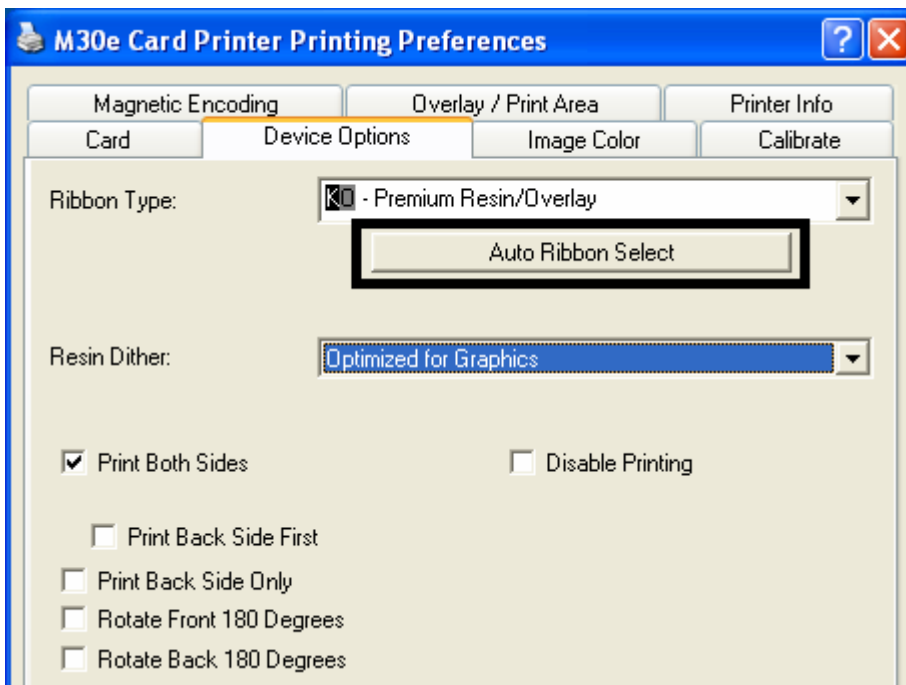 M30e Card Printer Printing Preferences
Magnetic Encoding Overlay / Print Area Printer Info
Card Device Options Image Color Calibrate
Ribbon Type: KO - Premium Resin/Overlay
Auto Ribbon Select
Resin Dither: Optimized for Graphics
Print Both Sides Disable Printing
Print Back Side First
Print Back Side Only
Rotate Front 180 Degrees
Rotate Back 180 Degrees